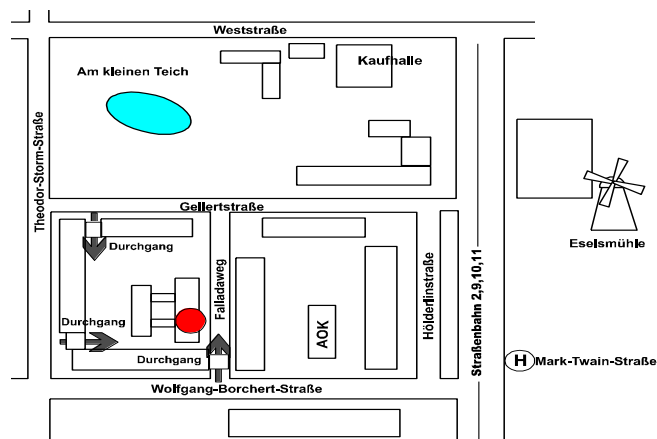 Weststraße
Kaufhalle
Am kleinen Teich
Theodor-Storm-Straße
Gellertstraße
Eselsmühle
Durchgang
Falladaweg
Hölderlinstraße
Straßenbahn 2,9,10,11
Durchgang
AOK
Durchgang
H Mark-Twain-Straße
Wolfgang-Borchert-Straße